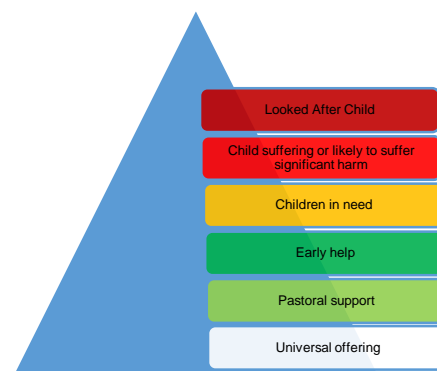 Looked After Child
Child suffering or likely to suffer
significant harm
Children in need
Early help
Pastoral support
Universal offering